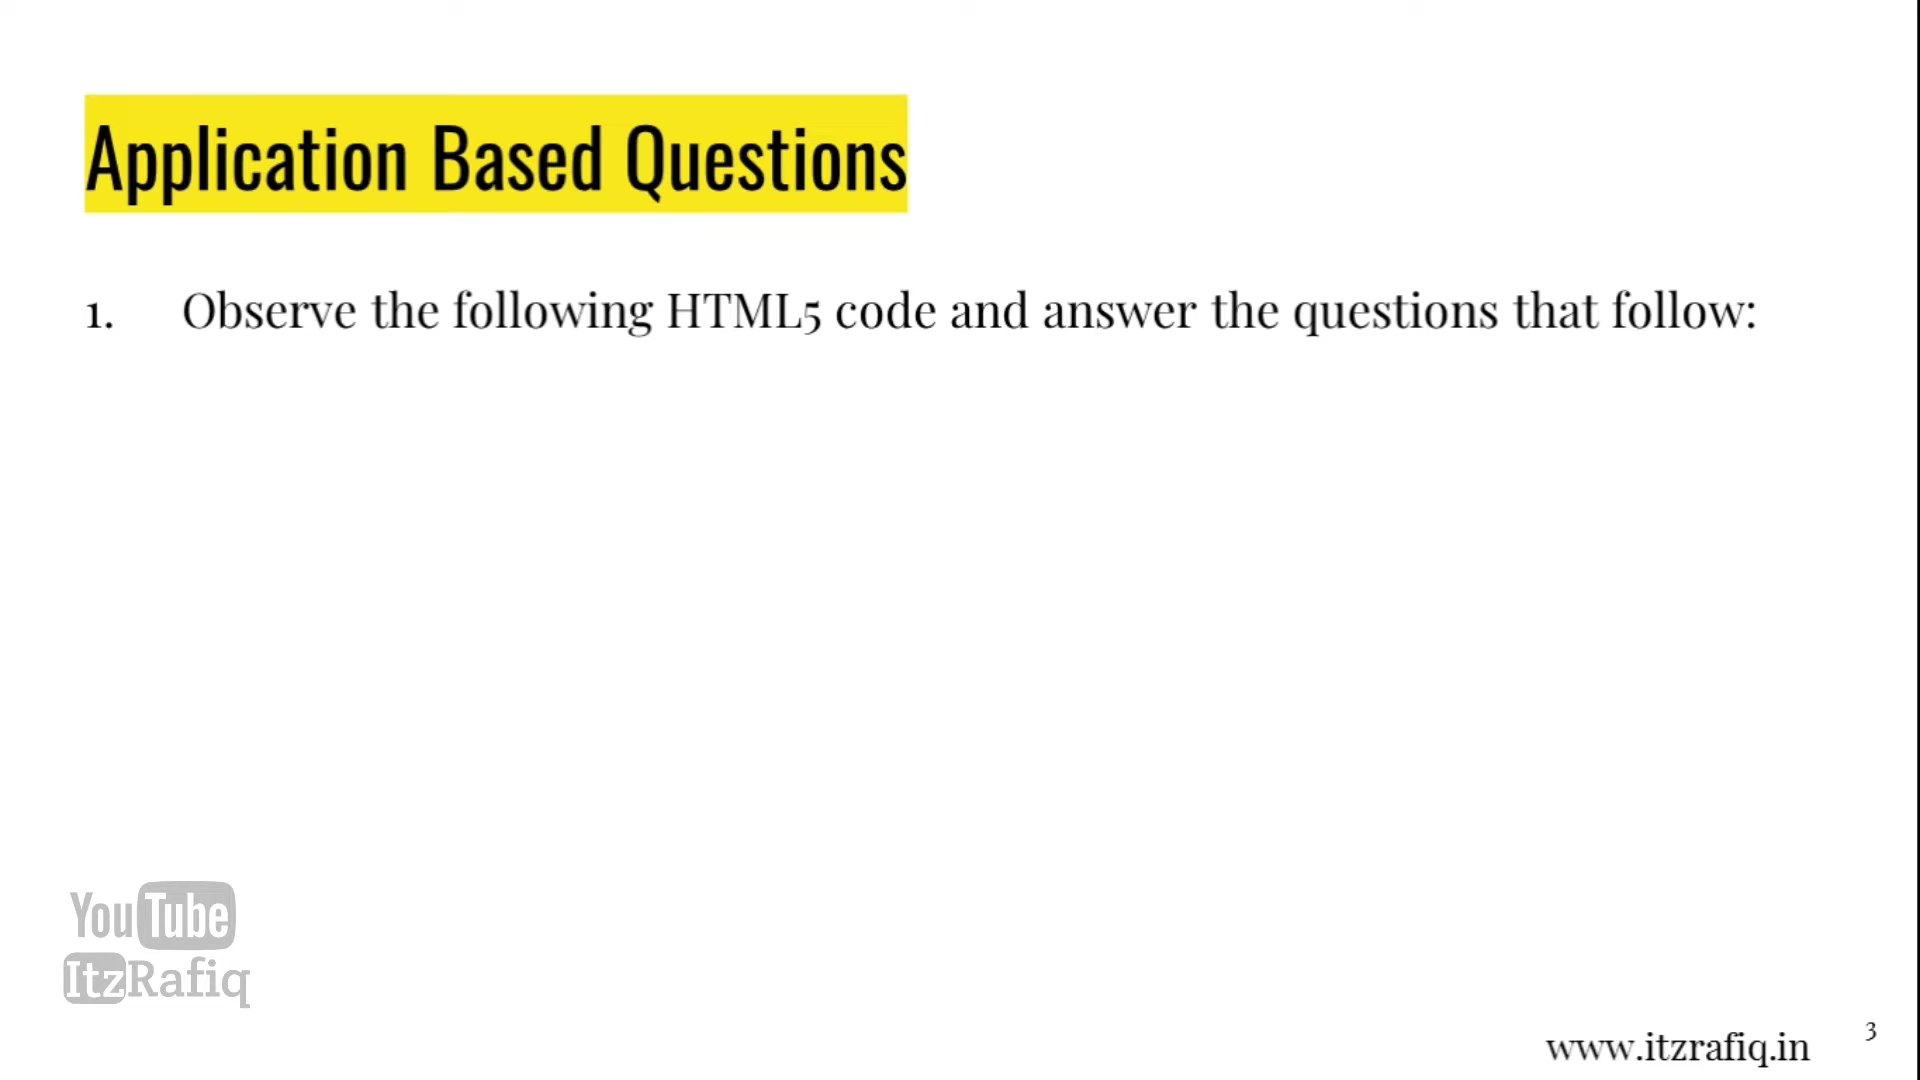 Application Based Questions
1. Observe the following HTML5 code and answer the questions that follow:
YouTube
ItzRafiq
www.itzrafiq.in
3